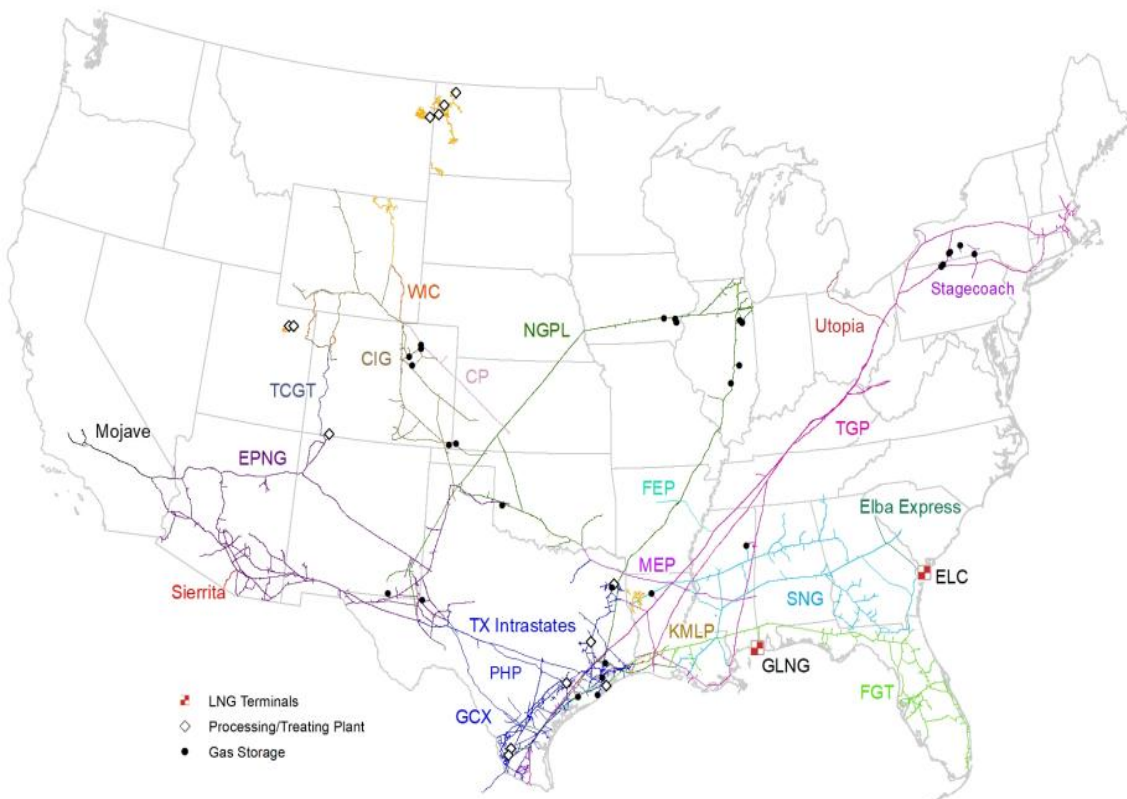 Stagecoach
WIC
NGPL
Utopia
CIG
CP
TCGT
Mojave
EPNG
TGP
FEP
Elba Express
MEP
ELC
Sierrita
SNG
TX Intrastates
KMLP
GLNG
PHP
FGT
GCX
LNG Terminals
Processing/Treating Plant
Gas Storage